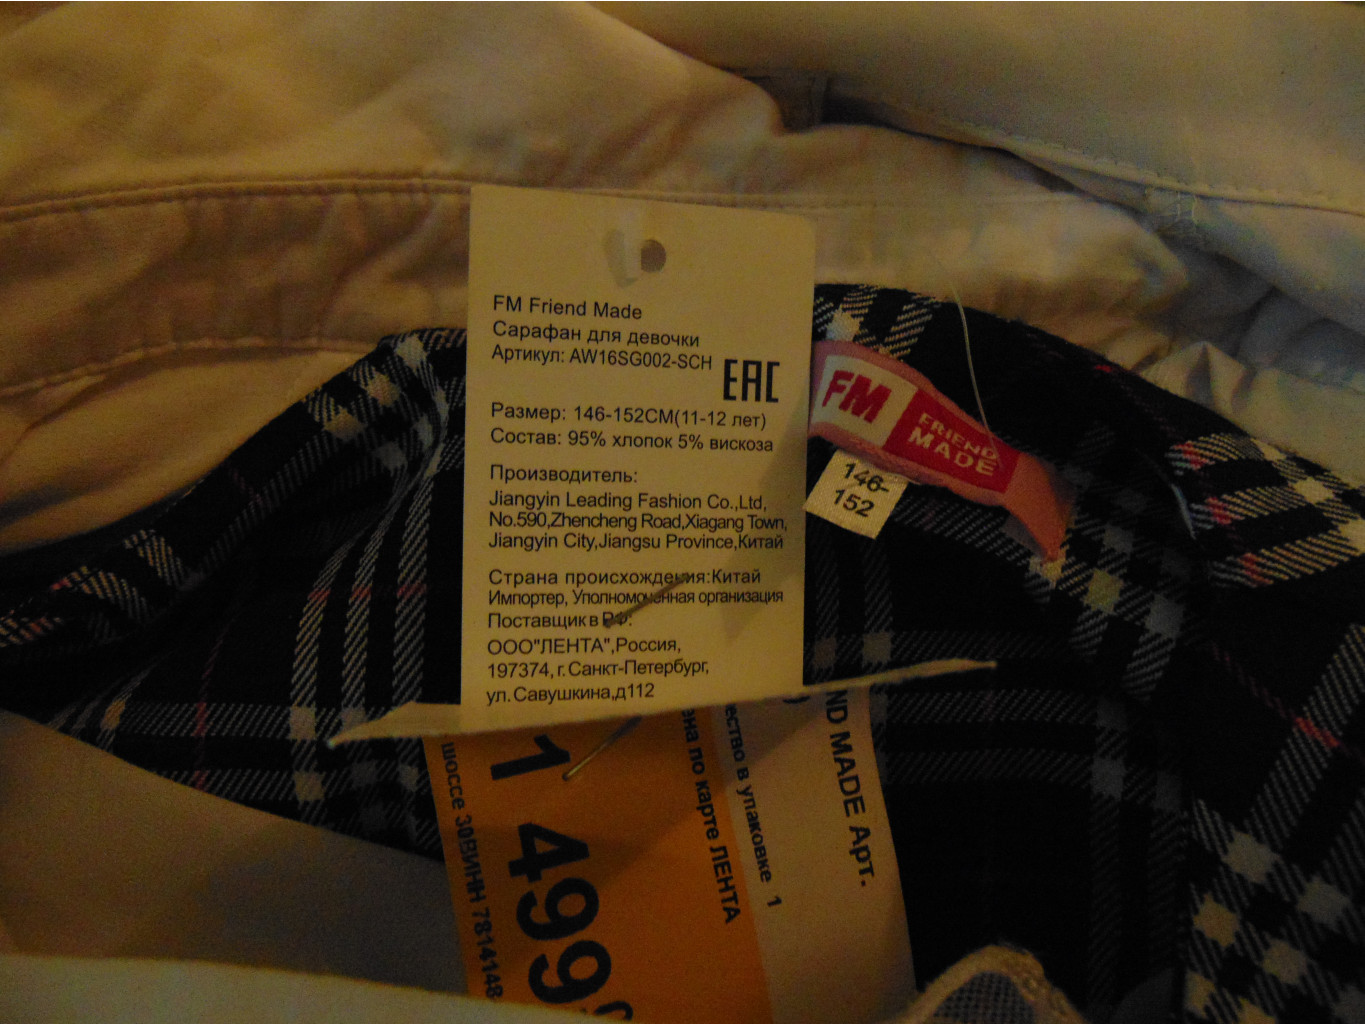 FM Friend Made
Сарафан для девочки
Артикул: AW16SG002-SCH
EAC
Размер: 146-152СМ(11-12 лет)
Состав: 95% хлопок 5% вискоза
Производитель:
Jiangyin Leading Fashion Co.,Ltd,
No.590,Zhencheng Road,Xiagang Town,
Jiangyin City,Jiangsu Province,Китай
Страна происхождения:Китай
Импортер, Уполномоченная организация
Поставщик в РФ:
ООО"ЛЕНТА",Россия,
197374, г. Санкт-Петербург,
ул. Савушкина,д112
FM
FRIEND
MADE
146-
152
ND MADE Арт.
ество в упаковке 1
ена по карте ЛЕНТА
1 499
шоссе 30ВИНН 7814148